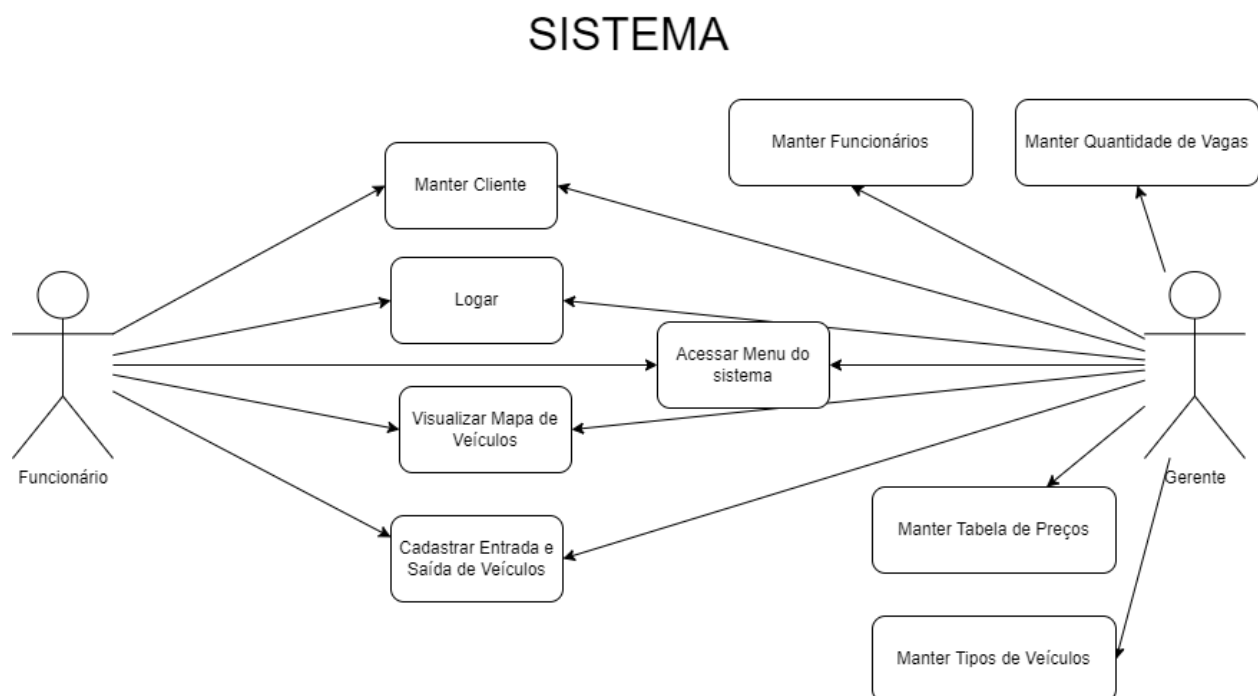 SISTEMA
Manter Funcionários
Manter Quantidade de Vagas
Manter Cliente
Logar
Acessar Menu do
sistema
Visualizar Mapa de
Veículos
Funcionário
Gerente
Cadastrar Entrada e
Saída de Veículos
Manter Tabela de Preços
Manter Tipos de Veículos